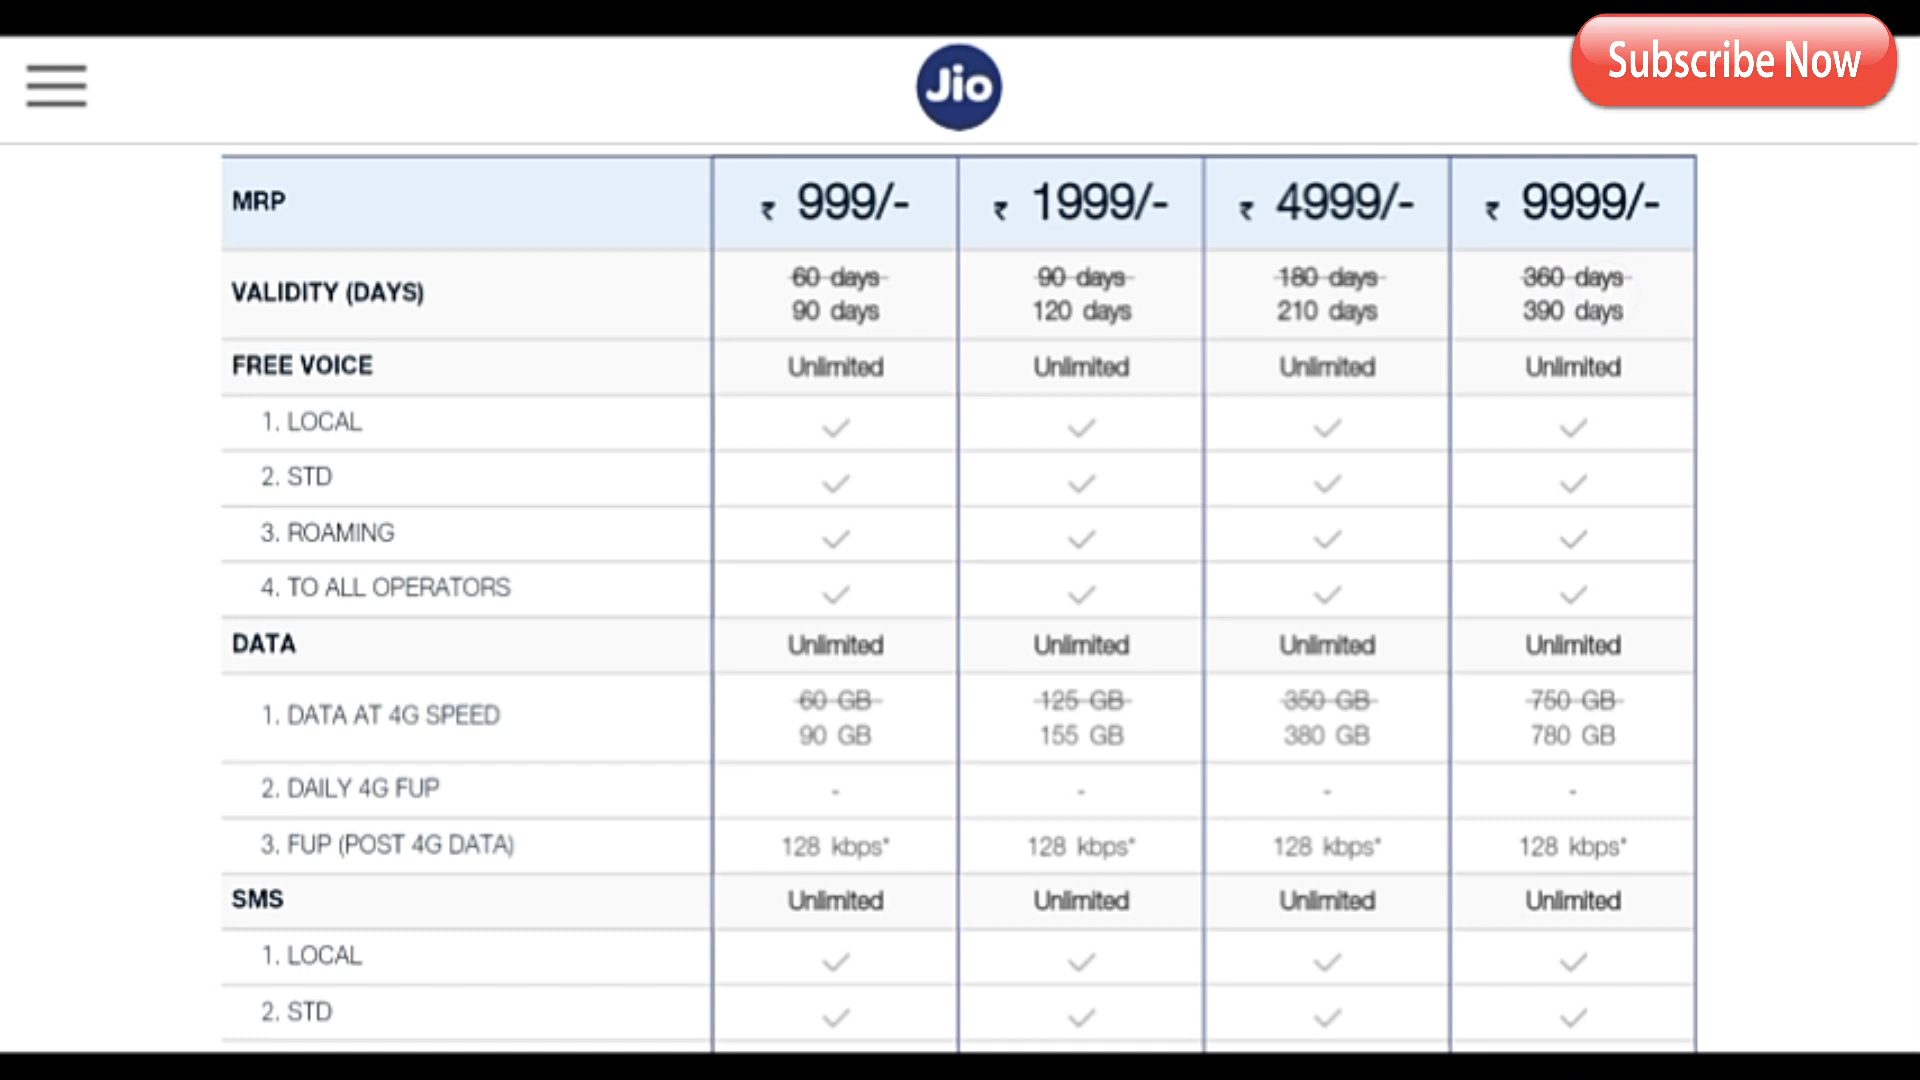 Subscribe Now
Jio
MRP ₹ 999/- ₹ 1999/- ₹ 4999/- ₹ 9999/-
60 days 90 days 180 days 360 days
VALIDITY (DAYS)
90 days 120 days 210 days 390 days
FREE VOICE Unlimited Unlimited Unlimited Unlimited
1. LOCAL
2. STD
3. ROAMING
4. TO ALL OPERATORS
DATA Unlimited Unlimited Unlimited Unlimited
60 GB 125 GB 350 GB 750 GB
1. DATA AT 4G SPEED
90 GB 155 GB 380 GB 780 GB
2. DAILY 4G FUP - - - -
3. FUP (POST 4G DATA) 128 kbps* 128 kbps* 128 kbps* 128 kbps*
SMS Unlimited Unlimited Unlimited Unlimited
1. LOCAL
2. STD